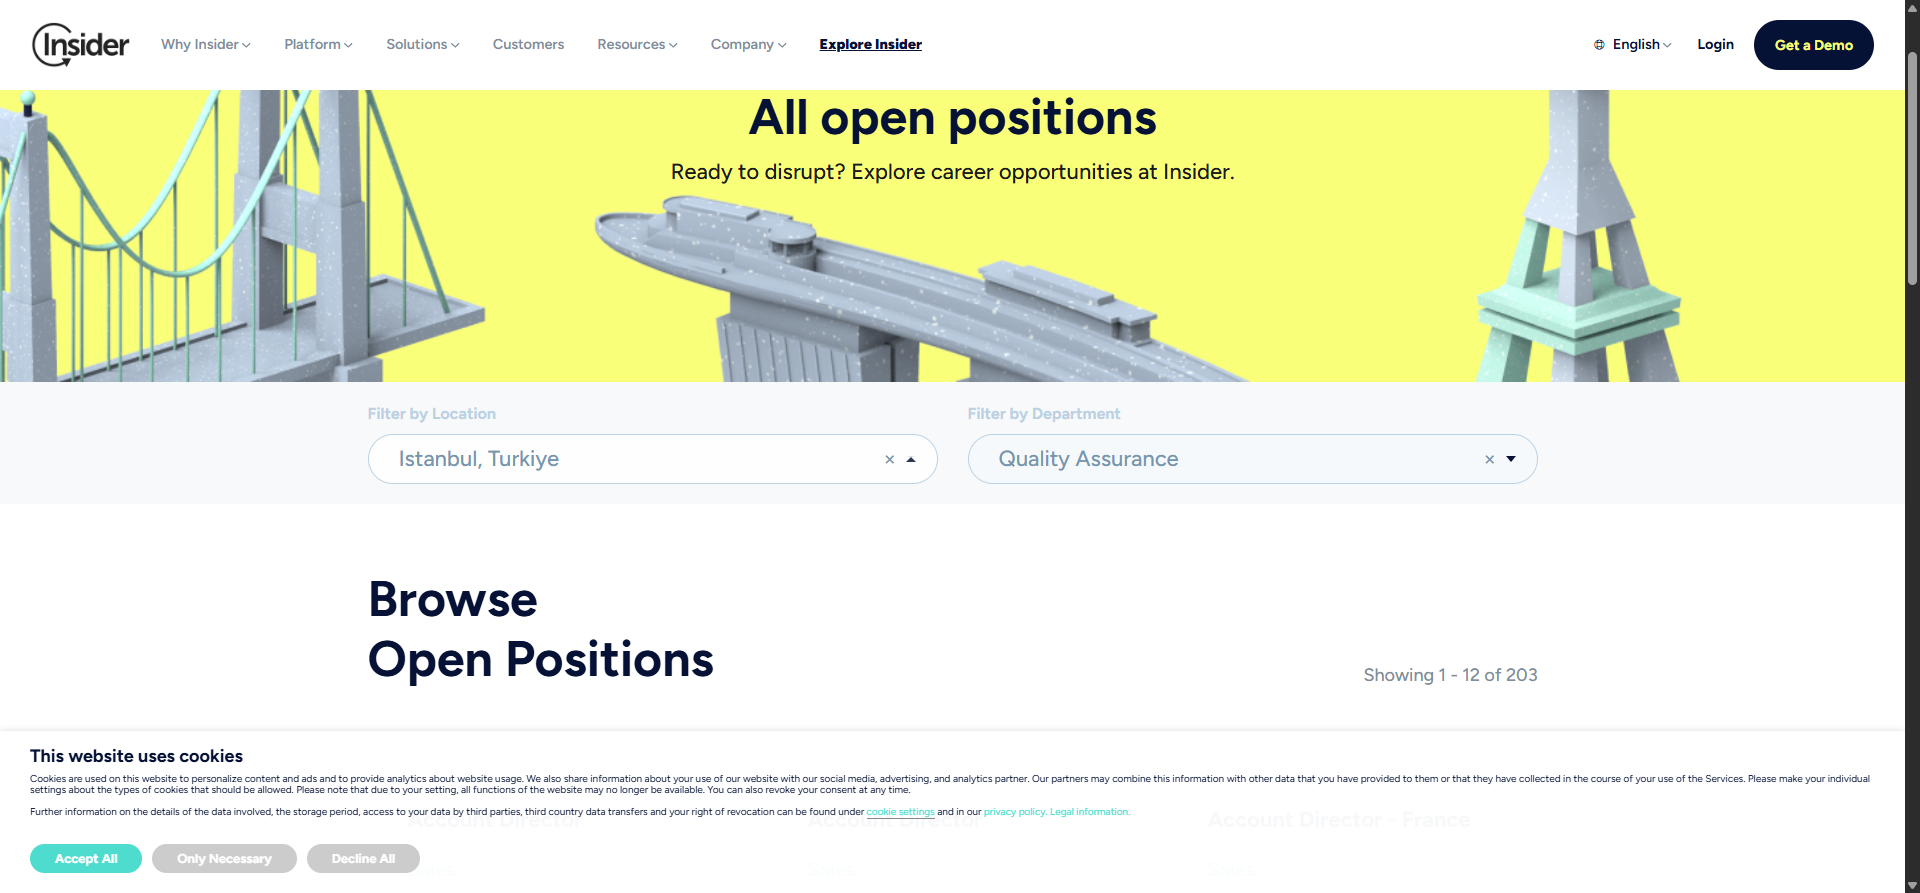 Insider
Why Insider
Platform
Solutions
Customers
Resources
Company
Explore Insider
English
Login
Get a Demo
All open positions
Ready to disrupt? Explore career opportunities at Insider.
Filter by Location
Filter by Department
Istanbul, Turkiye
×
Quality Assurance
×
Browse
Open Positions
Showing 1 - 12 of 203
This website uses cookies
Cookies are used on this website to personalize content and ads and to provide analytics about website usage. We also share information about your use of our website with our social media, advertising, and analytics partner. Our partners may combine this information with other data that you have provided to them or that they have collected in the course of your use of the Services. Please make your individual
settings about the types of cookies that should be allowed. Please note that due to your setting, all functions of the website may no longer be available. You can also revoke your consent at any time.
Further information on the details of the data involved, the storage period, access to your data by third parties, third country data transfers and your right of revocation can be found under cookie settings and in our privacy policy. Legal information.
Account Director
Account Director
Account Director - France
Accept All
Only Necessary
Decline All